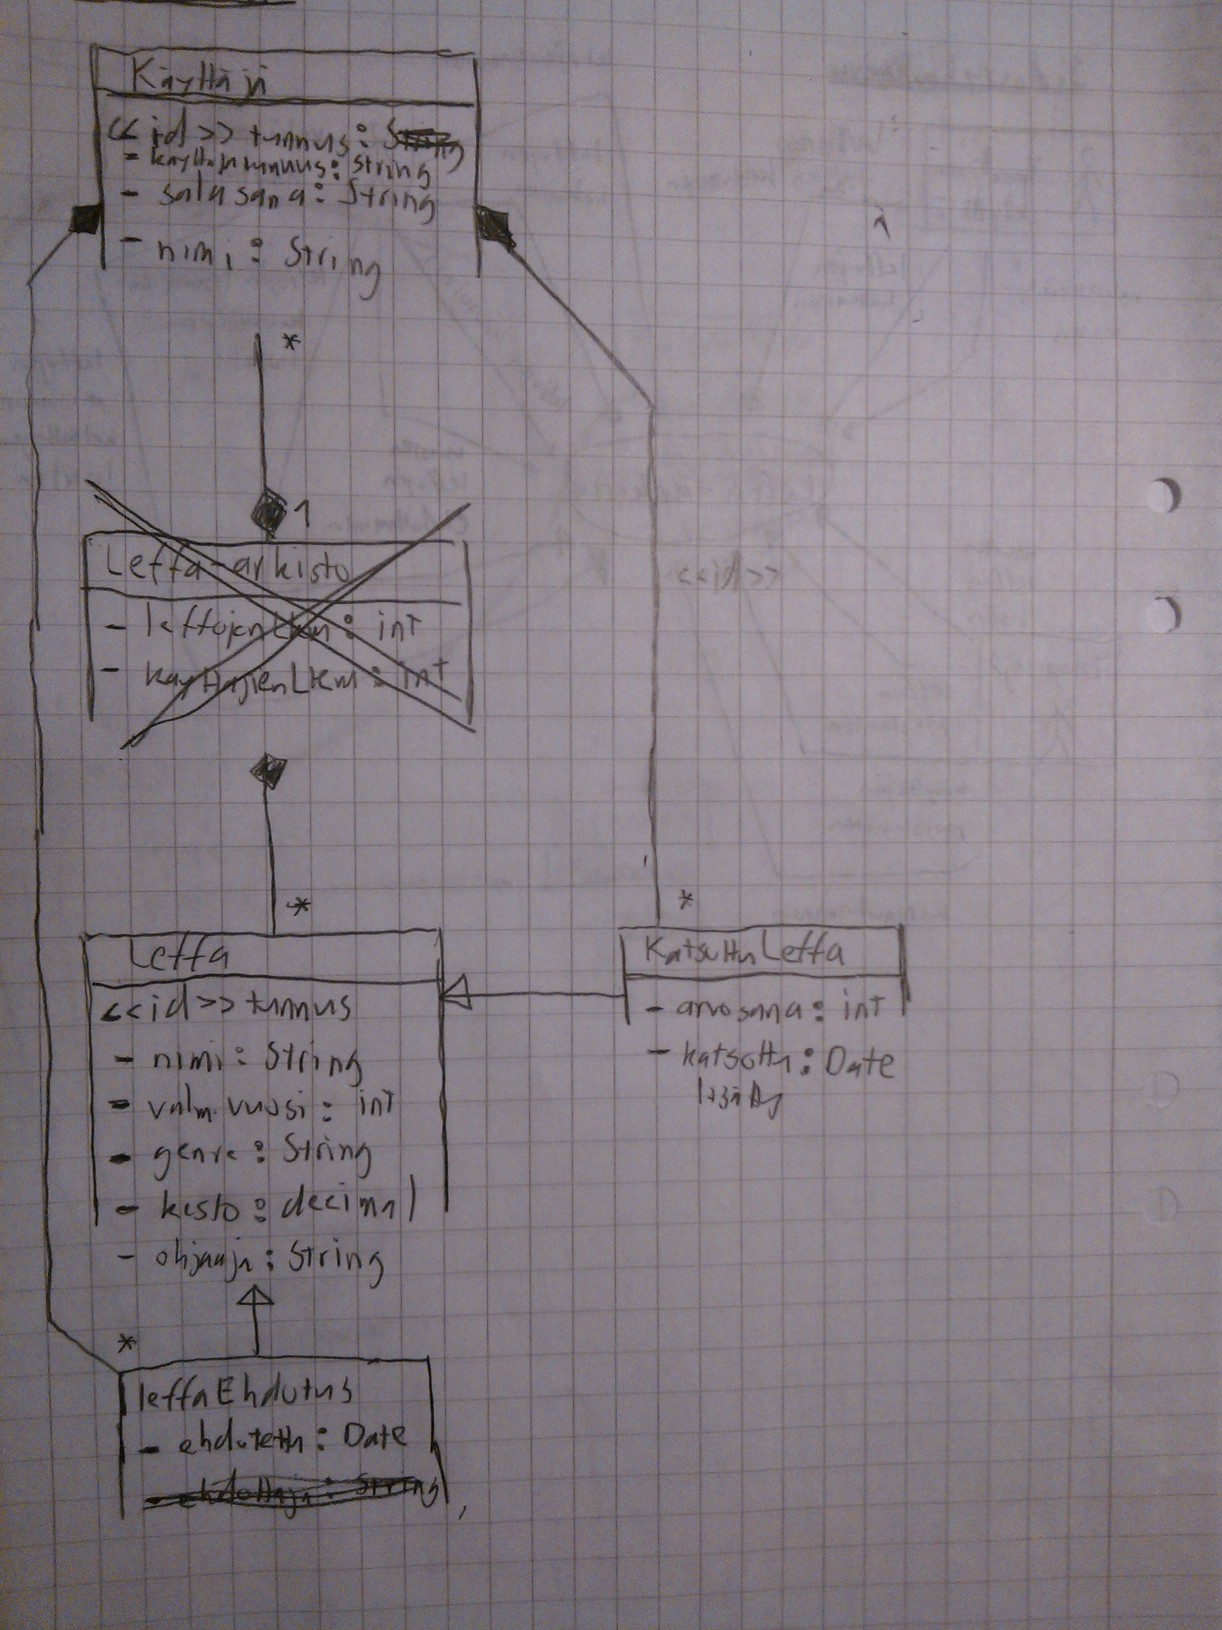 Käyttäjä
<<id>> tunnus: String
- käyttäjätunnus: String
- salasana: String
- nimi: String
*
1
Leffa-arkisto
- leffojenLkm: int
- käyttäjienLkm: int
<<id>>
*
*
Leffa
<<id>> tunnus
- nimi: String
- valm.vuosi: int
- genre: String
- kesto: decimal
- ohjaaja: String
KatsottuLeffa
- arvosana: int
- katsottu: Date
lisätty
*
leffaEhdotus
- ehdotettu: Date
- ehdottaja: String